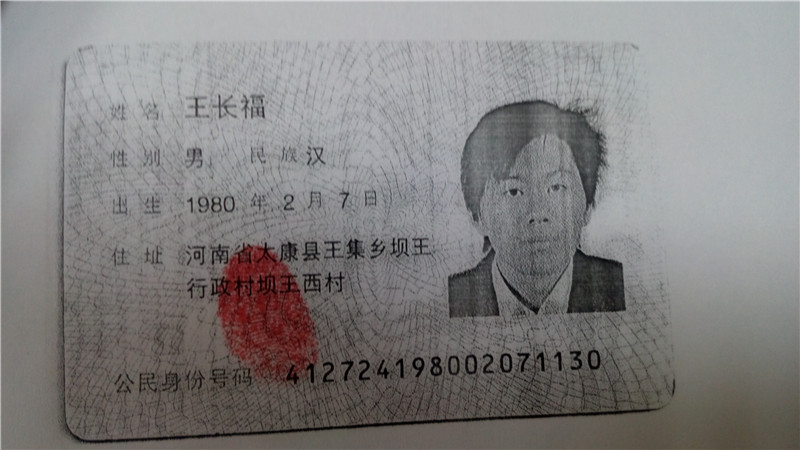 姓名 王长福
性别 男 民族 汉
出生 1980 年 2 月 7 日
住址 河南省太康县王集乡坝王
行政村坝王西村
公民身份号码 412724198002071130